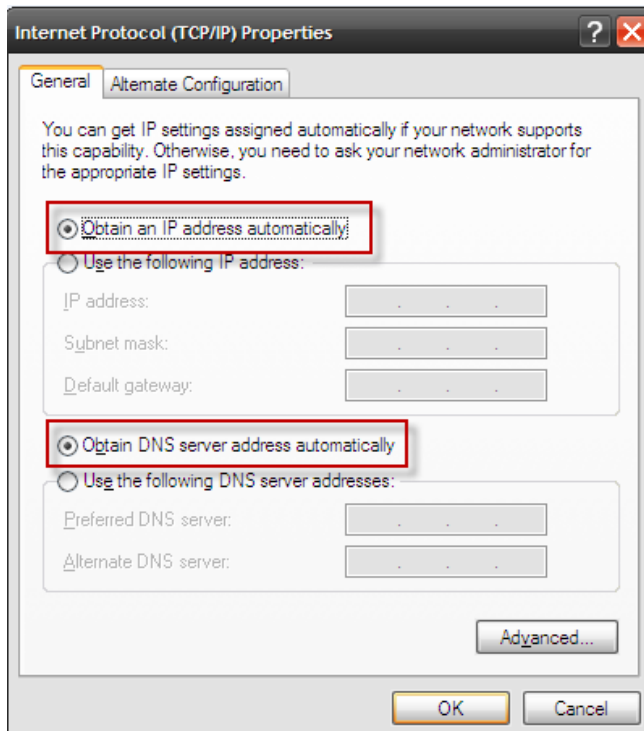 Internet Protocol (TCP/IP) Properties
General
Alternate Configuration
You can get IP settings assigned automatically if your network supports
this capability. Otherwise, you need to ask your network administrator for
the appropriate IP settings.
Obtain an IP address automatically
Use the following IP address:
IP address:
Subnet mask:
Default gateway:
Obtain DNS server address automatically
Use the following DNS server addresses:
Preferred DNS server:
Alternate DNS server:
Advanced...
OK
Cancel